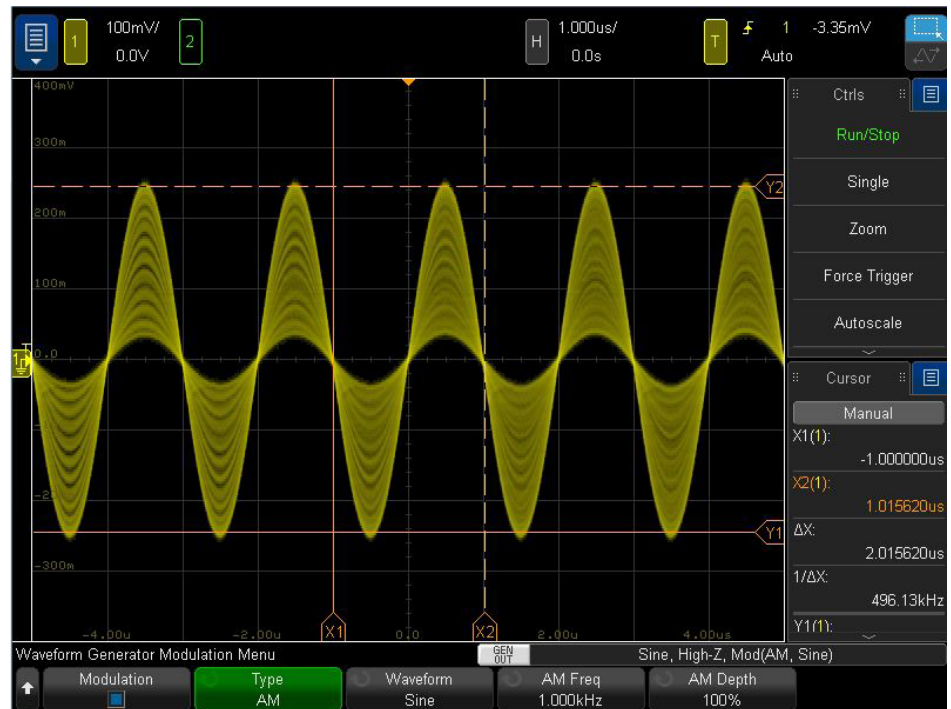 1 100mV/ 2 H 1.000us/ T 1 -3.35mV
0.0V 0.0s Auto
400mV
300m
200m
100m
0.0
-300m
-4.00u -2.00u 0.0 2.00u 4.00us
T
1
Y2
Y1
X1 X2
Ctrls
Run/Stop
Single
Zoom
Force Trigger
Autoscale
Cursor
Manual
X1(1):
-1.000000us
X2(1):
1.015620us
ΔX:
2.015620us
1/ΔX:
496.13kHz
Y1(1):
Waveform Generator Modulation Menu GEN OUT Sine, High-Z, Mod(AM, Sine)
Modulation Type Waveform AM Freq AM Depth
AM Sine 1.000kHz 100%